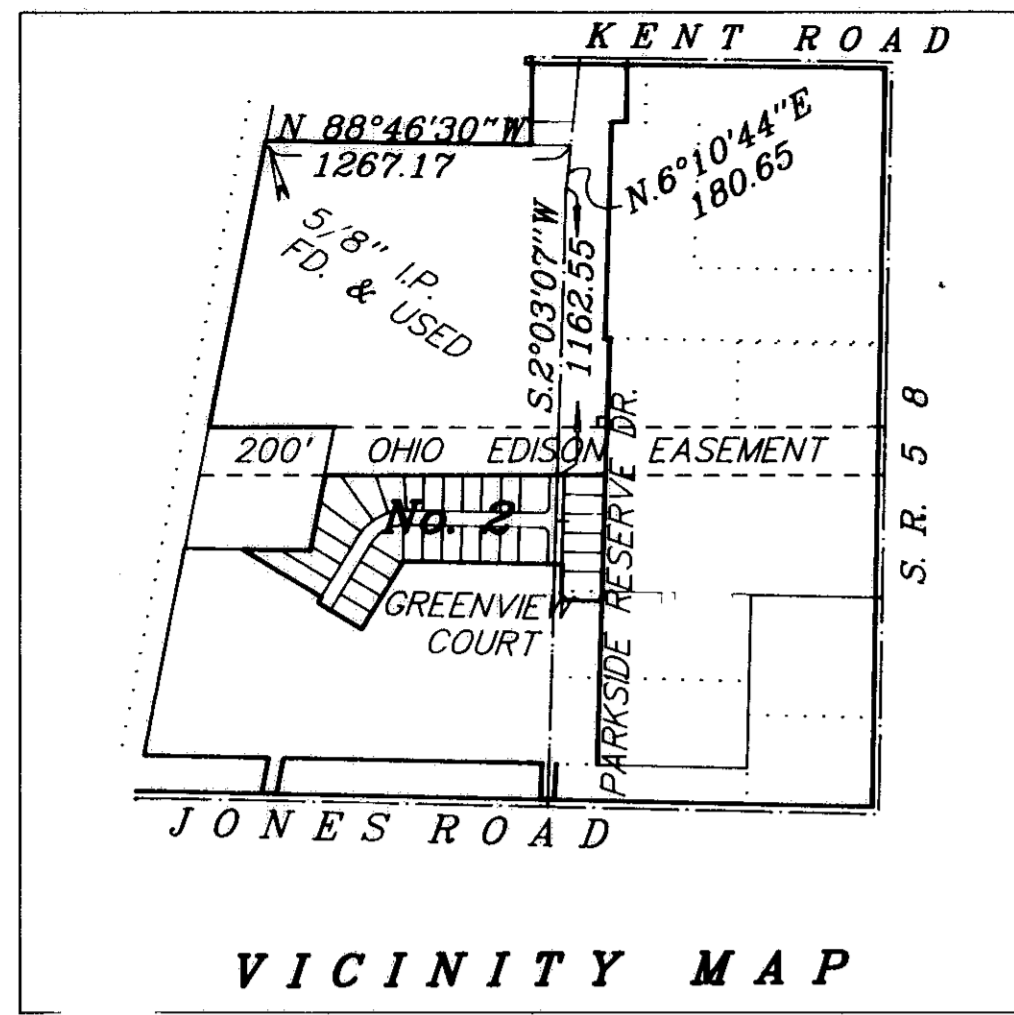 KENT ROAD
N 88°46'30"W
1267.17
N.6°10'44"E
180.65
5/8" I.P.
FD. & USED
S.2°03'07"W
1162.55
200' OHIO EDISON EASEMENT
S.R. 58
No. 2
PARKSIDE RESERVE DR.
GREENVIEW
COURT
JONES ROAD
VICINITY MAP